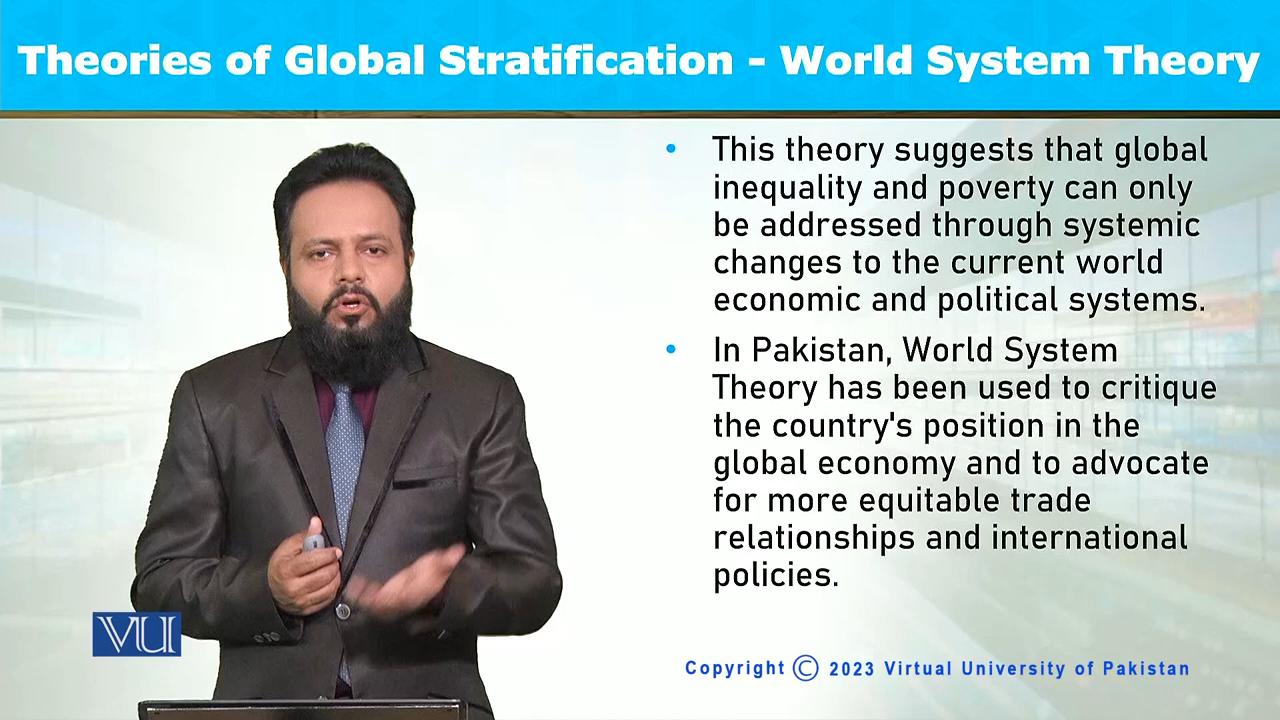 Theories of Global Stratification - World System Theory
• This theory suggests that global
inequality and poverty can only
be addressed through systemic
changes to the current world
economic and political systems.
• In Pakistan, World System
Theory has been used to critique
the country's position in the
global economy and to advocate
for more equitable trade
relationships and international
policies.
VU
Copyright © 2023 Virtual University of Pakistan